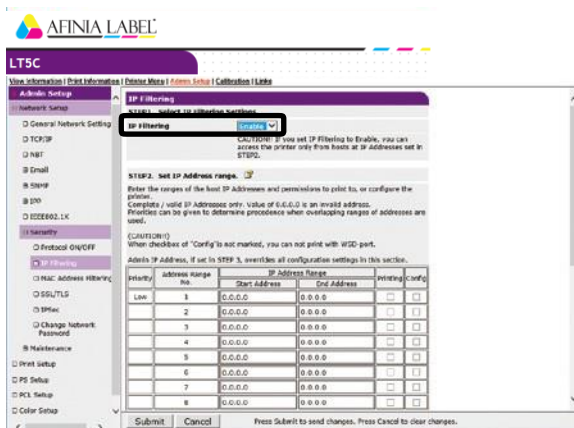 AFINIA LABEL
LT5C
View Information | Print Information | Printer Menu | Admin Setup | Calibration | Links
Admin Setup
Network Setup
General Network Setting
TCP/IP
NBT
Email
SNMP
IPP
IEEE802.1X
Security
Protocol ON/OFF
IP Filtering
MAC Address Filtering
SSL/TLS
IPSec
Change Network
Password
Maintenance
Print Setup
PS Setup
PCL Setup
Color Setup
IP Filtering
STEP1. Select IP Filtering Settings
IP Filtering Enable
CAUTION!! If you set IP Filtering to Enable, you can
access the printer only from hosts at IP Addresses set in
STEP2.
STEP2. Set IP Address range.
Enter the ranges of the host IP Addresses and permissions to print to, or configure the
printer.
Complete / valid IP Addresses only. Value of 0.0.0.0 is an invalid address.
Priorities can be given to determine precedence when overlapping ranges of addresses are
used.
(CAUTION!)
When checkbox of "Config"is not marked, you can not print with WSD-port.
Admin IP Address, if set in STEP 3, overrides all configuration settings in this section.
Priority Address Range No. IP Address Range Printing Config
Start Address End Address
Low 1 0.0.0.0 0.0.0.0
2 0.0.0.0 0.0.0.0
3 0.0.0.0 0.0.0.0
4 0.0.0.0 0.0.0.0
5 0.0.0.0 0.0.0.0
6 0.0.0.0 0.0.0.0
7 0.0.0.0 0.0.0.0
8 0.0.0.0 0.0.0.0
Submit Cancel Press Submit to send changes. Press Cancel to clear changes.